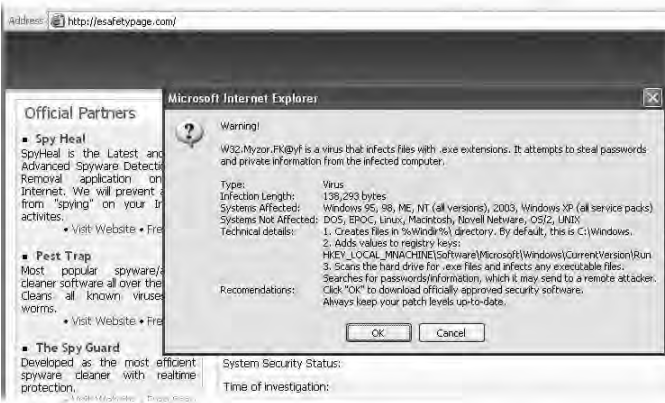 Address http://esafetypage.com/
Official Partners
Spy Heal
SpyHeal is the Latest and
Advanced Spyware Detecti
Removal application on
Internet. We will prevent a
from "spying" on your In
activites.
• Visit Website • Fre
Pest Trap
Most popular spyware/a
cleaner software all over the
Cleans all known viruse
worms.
• Visit Website • Fre
The Spy Guard
Developed as the most efficient
spyware cleaner with realtime
protection.
Microsoft Internet Explorer
Warning!
W32.Myzor.FK@yf is a virus that infects files with .exe extensions. It attempts to steal passwords
and private information from the infected computer.
Type: Virus
Infection Length: 138,293 bytes
Systems Affected: Windows 95, 98, ME, NT (all versions), 2003, Windows XP (all service packs)
Systems Not Affected: DOS, EPOC, Linux, Macintosh, Novell Netware, OS/2, UNIX
Technical details: 1. Creates files in %Windir%\ directory. By default, this is C:\Windows.
2. Adds values to registry keys:
HKEY_LOCAL_MNACHINE\Software\Microsoft\Windows\CurrentVersion\Run
3. Scans the hard drive for .exe files and infects any executable files.
Searches for passwords/information, which it may send to a remote attacker.
Recomendations: Click "OK" to download officially approved security software.
Always keep your patch levels up-to-date.
OK Cancel
System Security Status:
Time of investigation: